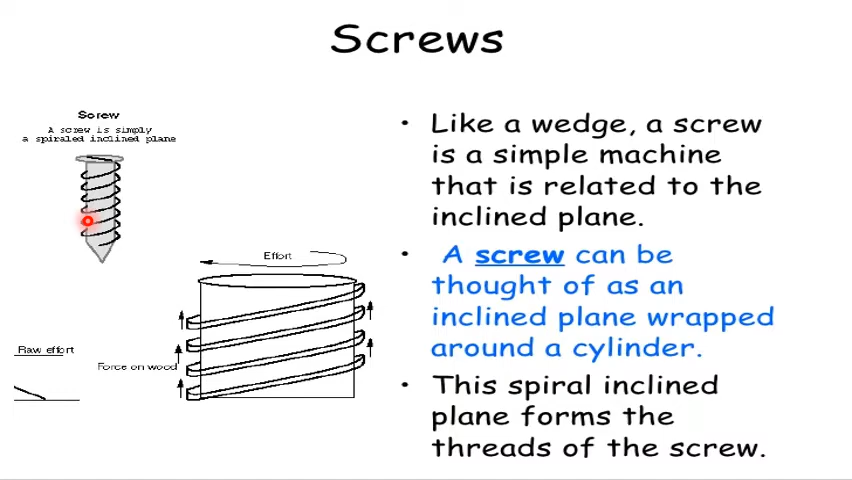 Screws
Screw
A screw is simply
a spiraled inclined plane
Effort
Raw effort
Force on wood
• Like a wedge, a screw
is a simple machine
that is related to the
inclined plane.
• A screw can be
thought of as an
inclined plane wrapped
around a cylinder.
• This spiral inclined
plane forms the
threads of the screw.